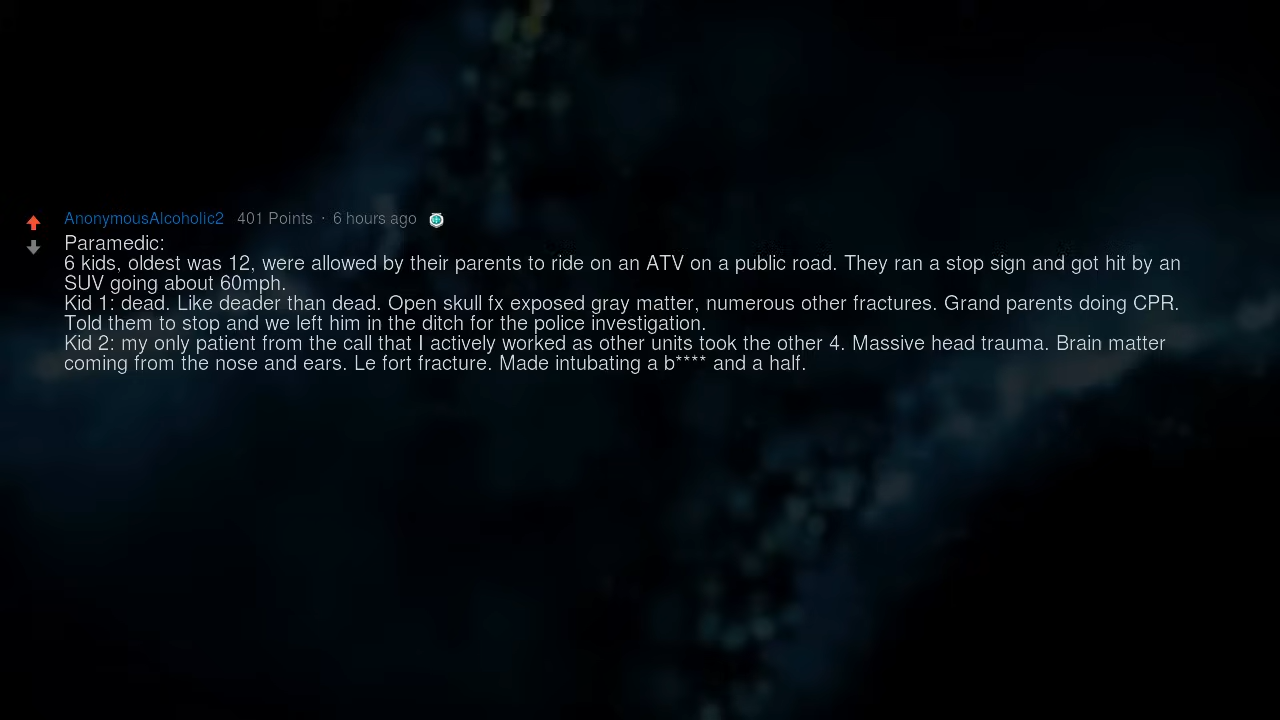 AnonymousAlcoholic2 401 Points · 6 hours ago
Paramedic:
6 kids, oldest was 12, were allowed by their parents to ride on an ATV on a public road. They ran a stop sign and got hit by an
SUV going about 60mph.
Kid 1: dead. Like deader than dead. Open skull fx exposed gray matter, numerous other fractures. Grand parents doing CPR.
Told them to stop and we left him in the ditch for the police investigation.
Kid 2: my only patient from the call that I actively worked as other units took the other 4. Massive head trauma. Brain matter
coming from the nose and ears. Le fort fracture. Made intubating a b**** and a half.